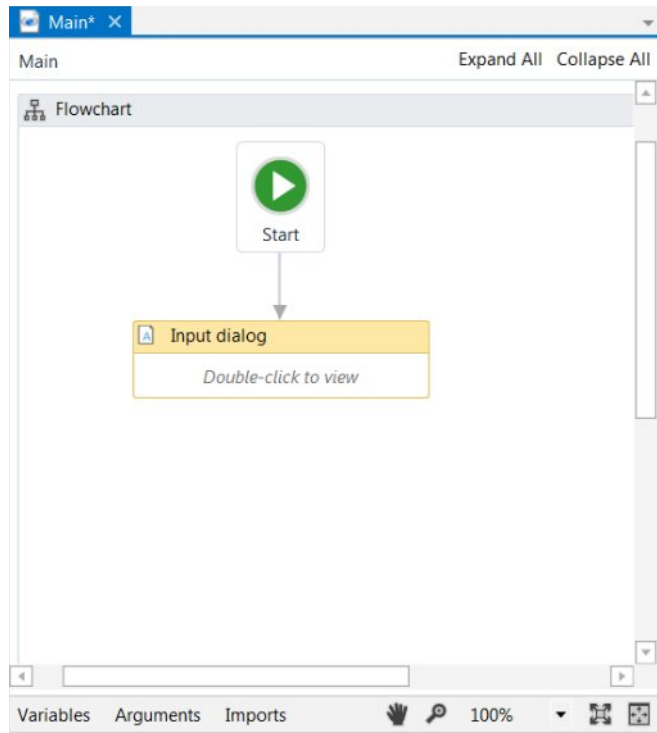 Main*
Main Expand All Collapse All
Flowchart
Start
Input dialog
Double-click to view
Variables Arguments Imports 100%